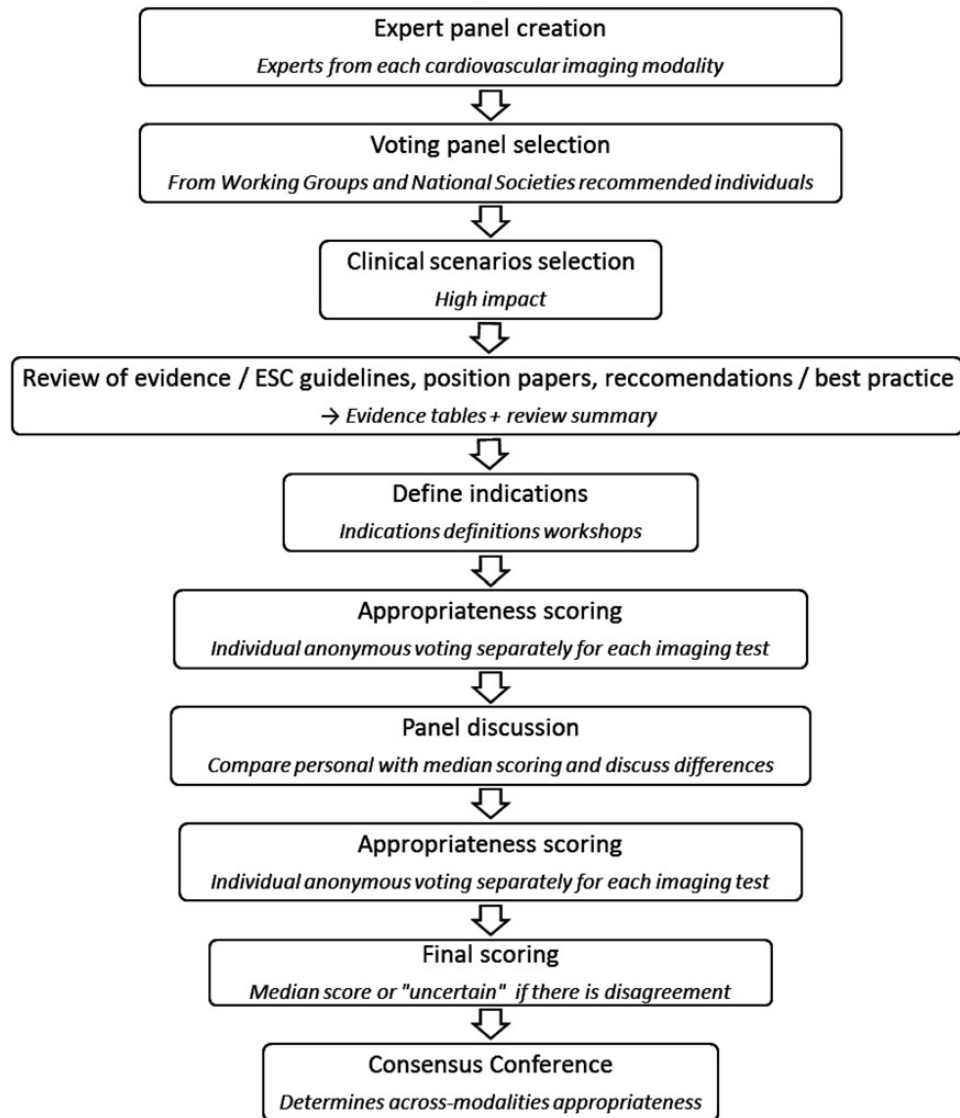 Expert panel creation
Experts from each cardiovascular imaging modality
Voting panel selection
From Working Groups and National Societies recommended individuals
Clinical scenarios selection
High impact
Review of evidence / ESC guidelines, position papers, reccomendations / best practice
→ Evidence tables + review summary
Define indications
Indications definitions workshops
Appropriateness scoring
Individual anonymous voting separately for each imaging test
Panel discussion
Compare personal with median scoring and discuss differences
Appropriateness scoring
Individual anonymous voting separately for each imaging test
Final scoring
Median score or "uncertain" if there is disagreement
Consensus Conference
Determines across-modalities appropriateness